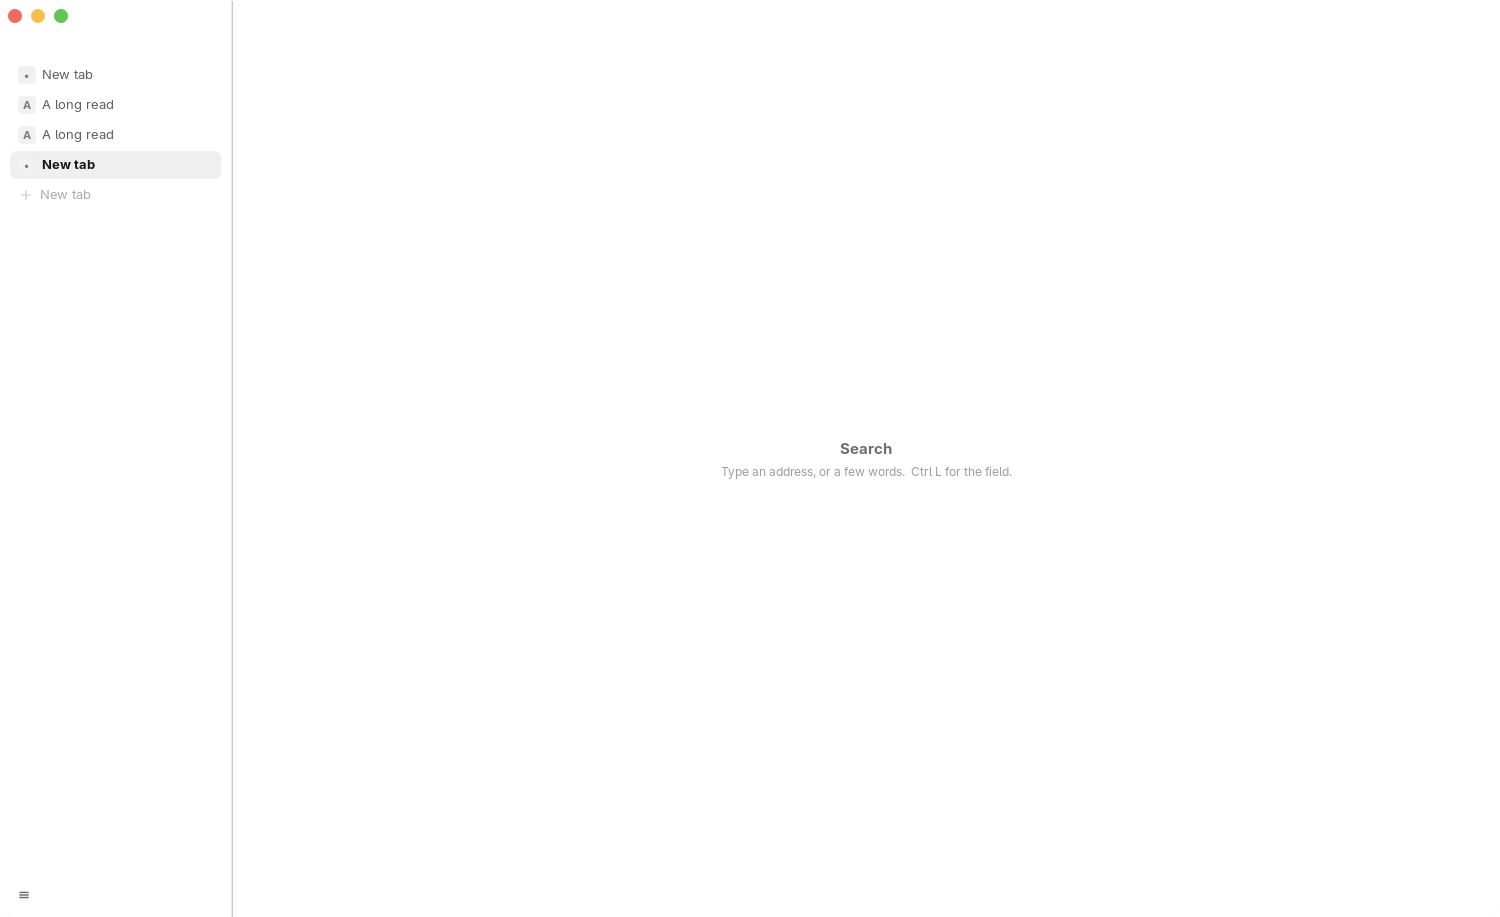 • New tab
A A long read
A A long read
• New tab
+ New tab
Search
Type an address, or a few words. Ctrl L for the field.